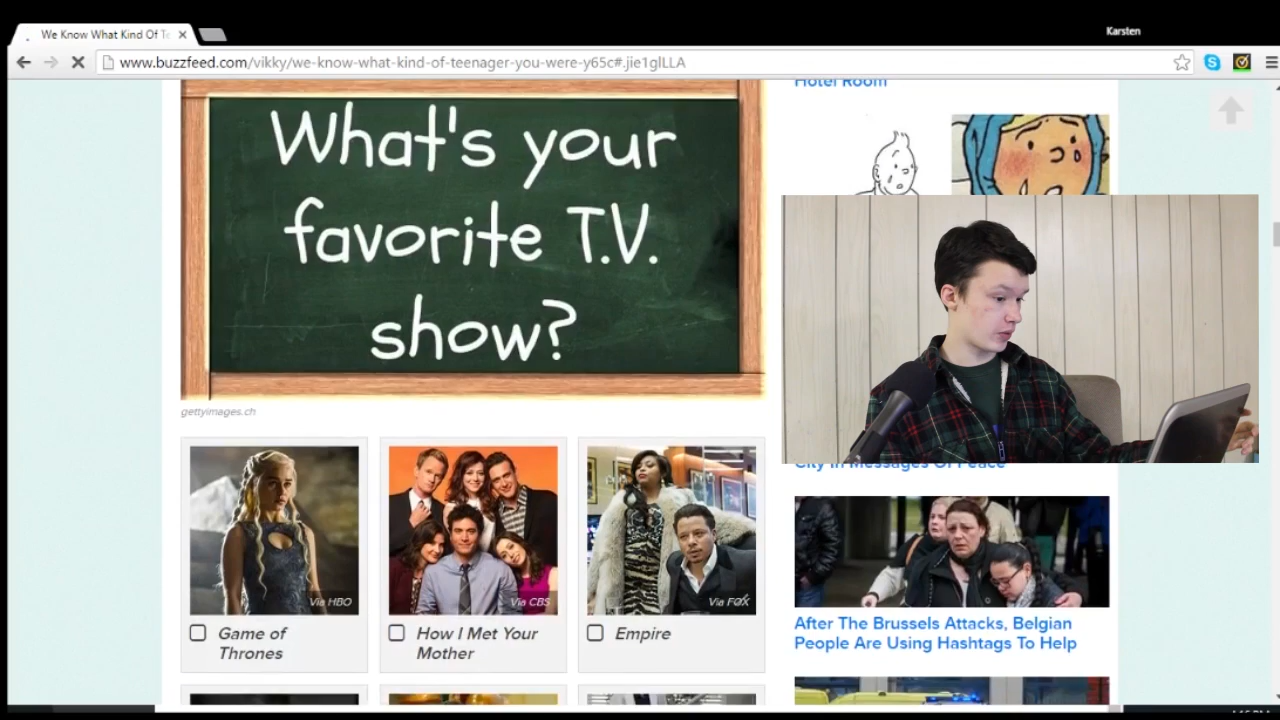 We Know What Kind Of Te
Karsten
www.buzzfeed.com/vikky/we-know-what-kind-of-teenager-you-were-y65c#.jie1glLLA
What's your
favorite T.V.
show?
gettyimages.ch
Via HBO
Game of
Thrones
Via CBS
How I Met Your
Mother
Via FOX
Empire
Hotel Room
City In Messages Of Peace
After The Brussels Attacks, Belgian
People Are Using Hashtags To Help